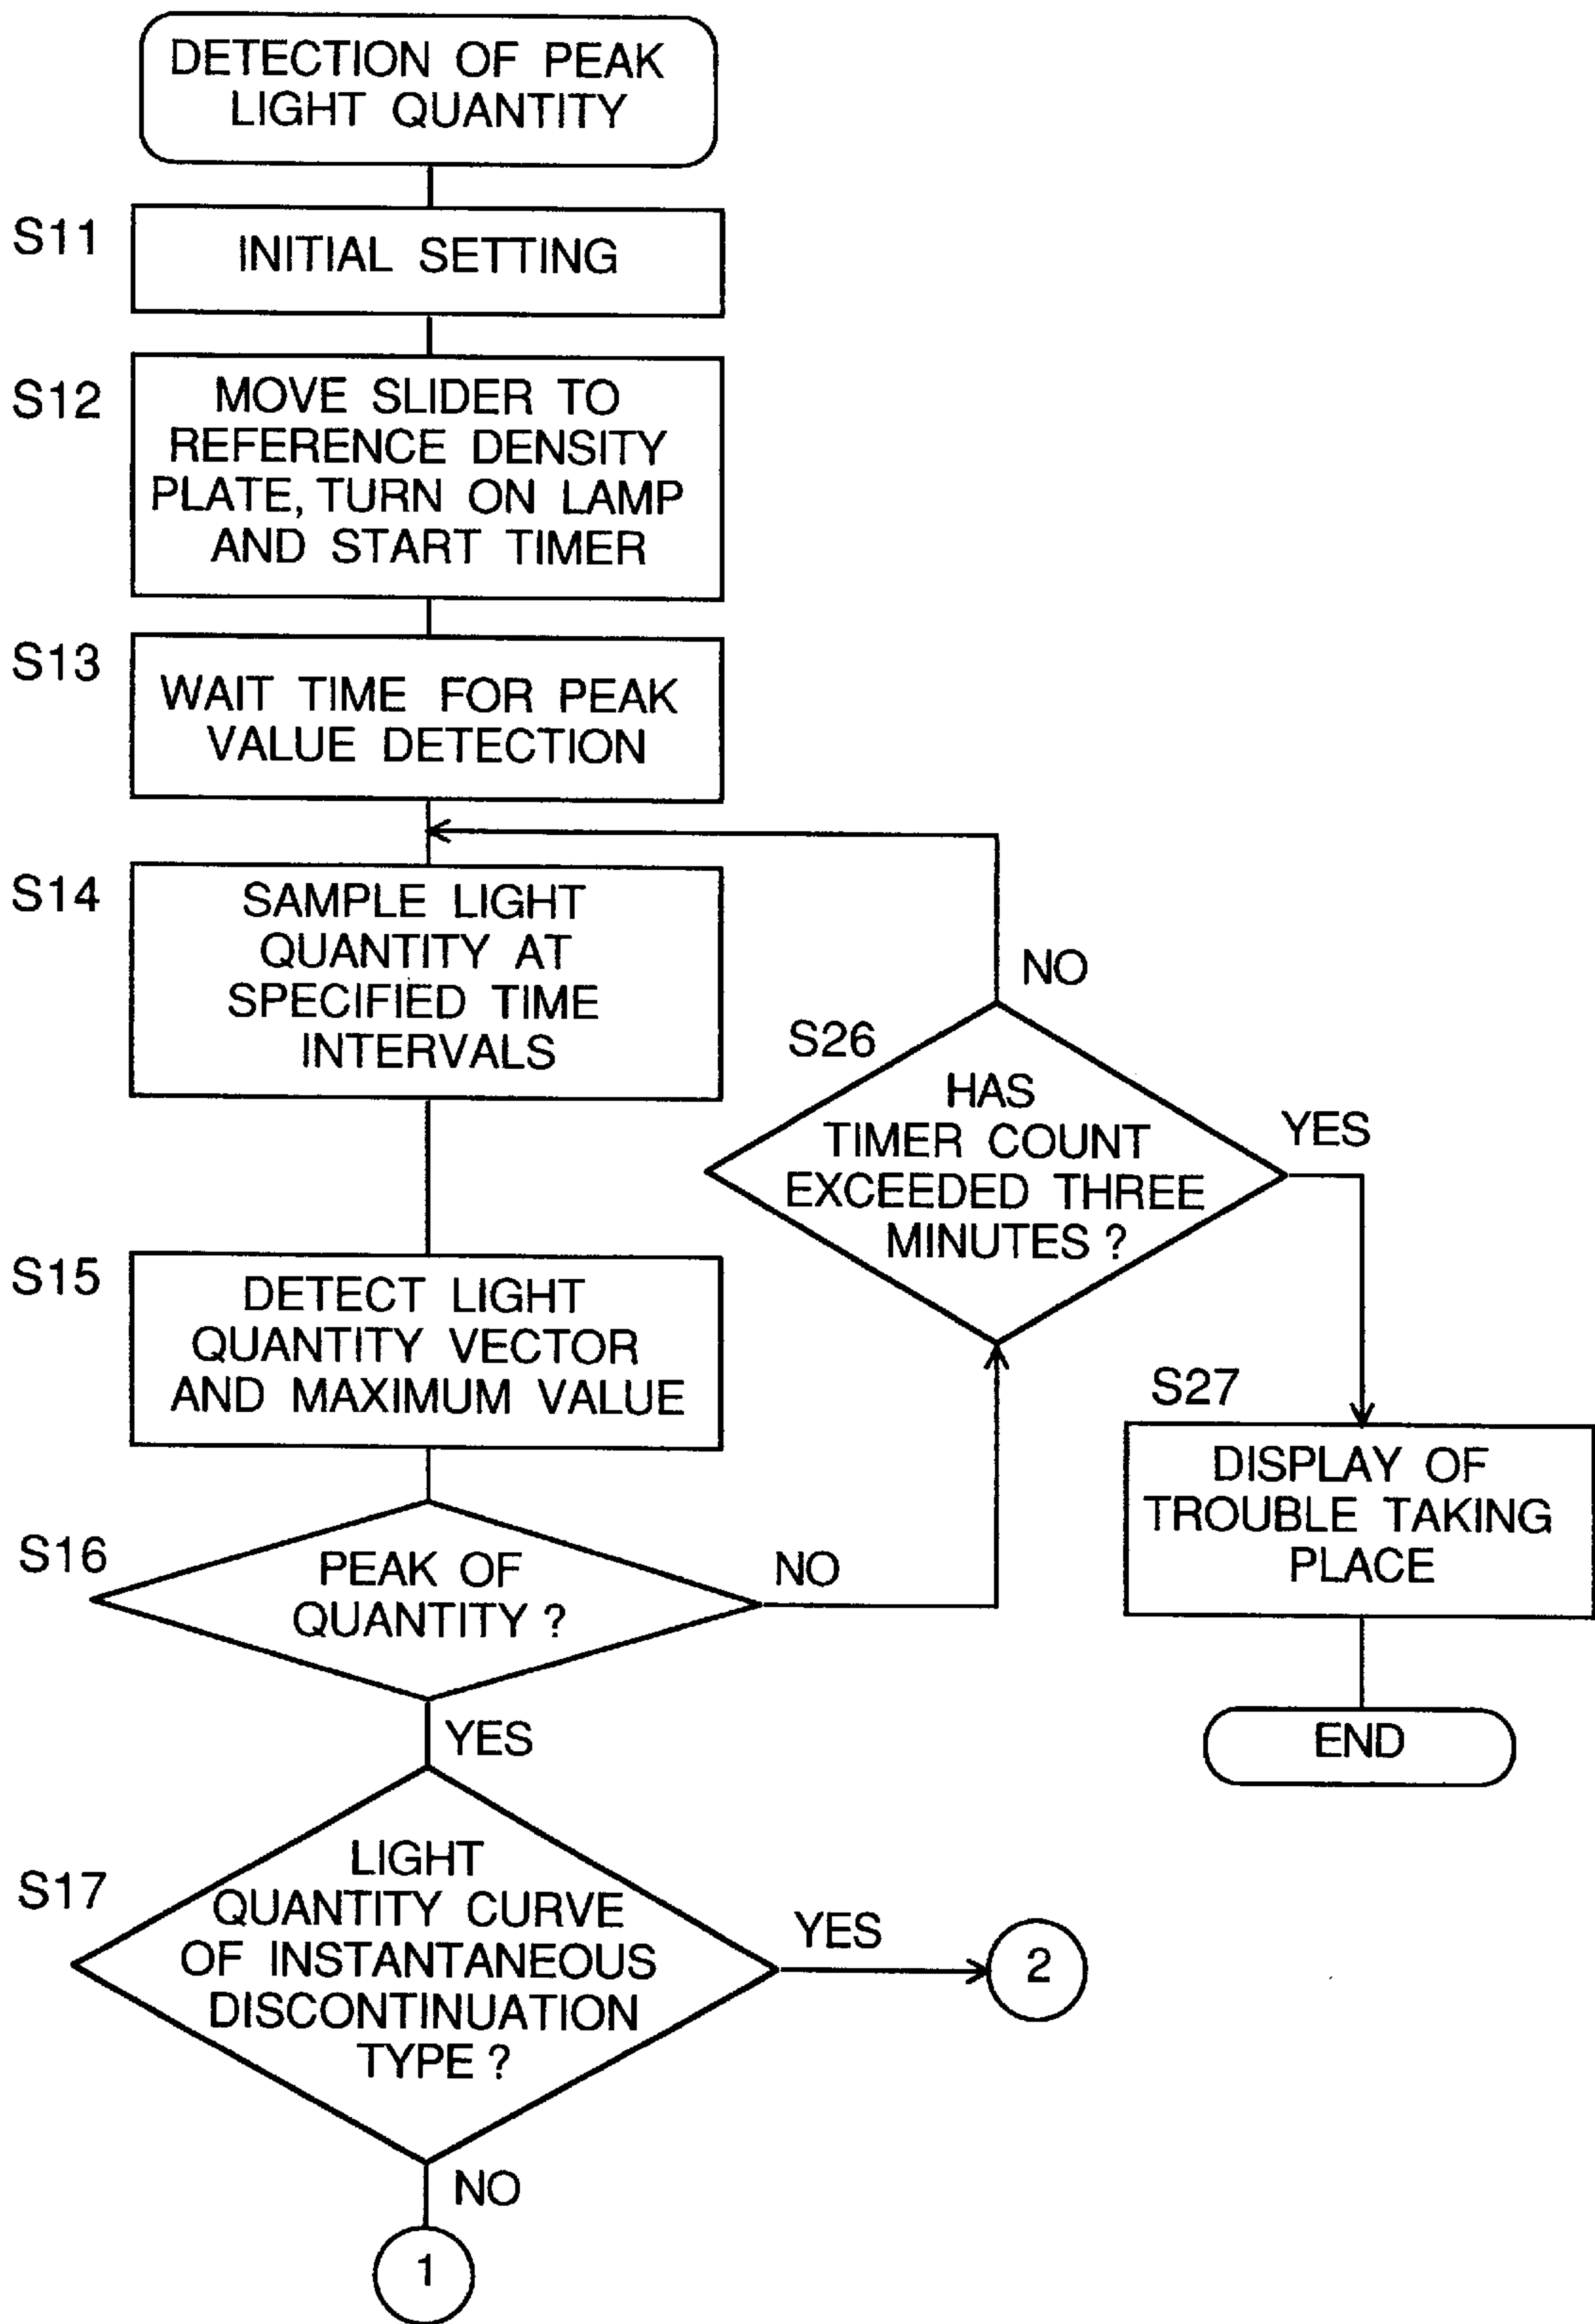 DETECTION OF PEAK
LIGHT QUANTITY
S11
INITIAL SETTING
S12
MOVE SLIDER TO
REFERENCE DENSITY
PLATE, TURN ON LAMP
AND START TIMER
S13
WAIT TIME FOR PEAK
VALUE DETECTION
S14
SAMPLE LIGHT
QUANTITY AT
SPECIFIED TIME
INTERVALS
NO
S26
HAS
TIMER COUNT
EXCEEDED THREE
MINUTES ?
YES
S15
DETECT LIGHT
QUANTITY VECTOR
AND MAXIMUM VALUE
S27
DISPLAY OF
TROUBLE TAKING
PLACE
END
S16
PEAK OF
QUANTITY ?
NO
YES
S17
LIGHT
QUANTITY CURVE
OF INSTANTANEOUS
DISCONTINUATION
TYPE ?
YES
2
NO
1